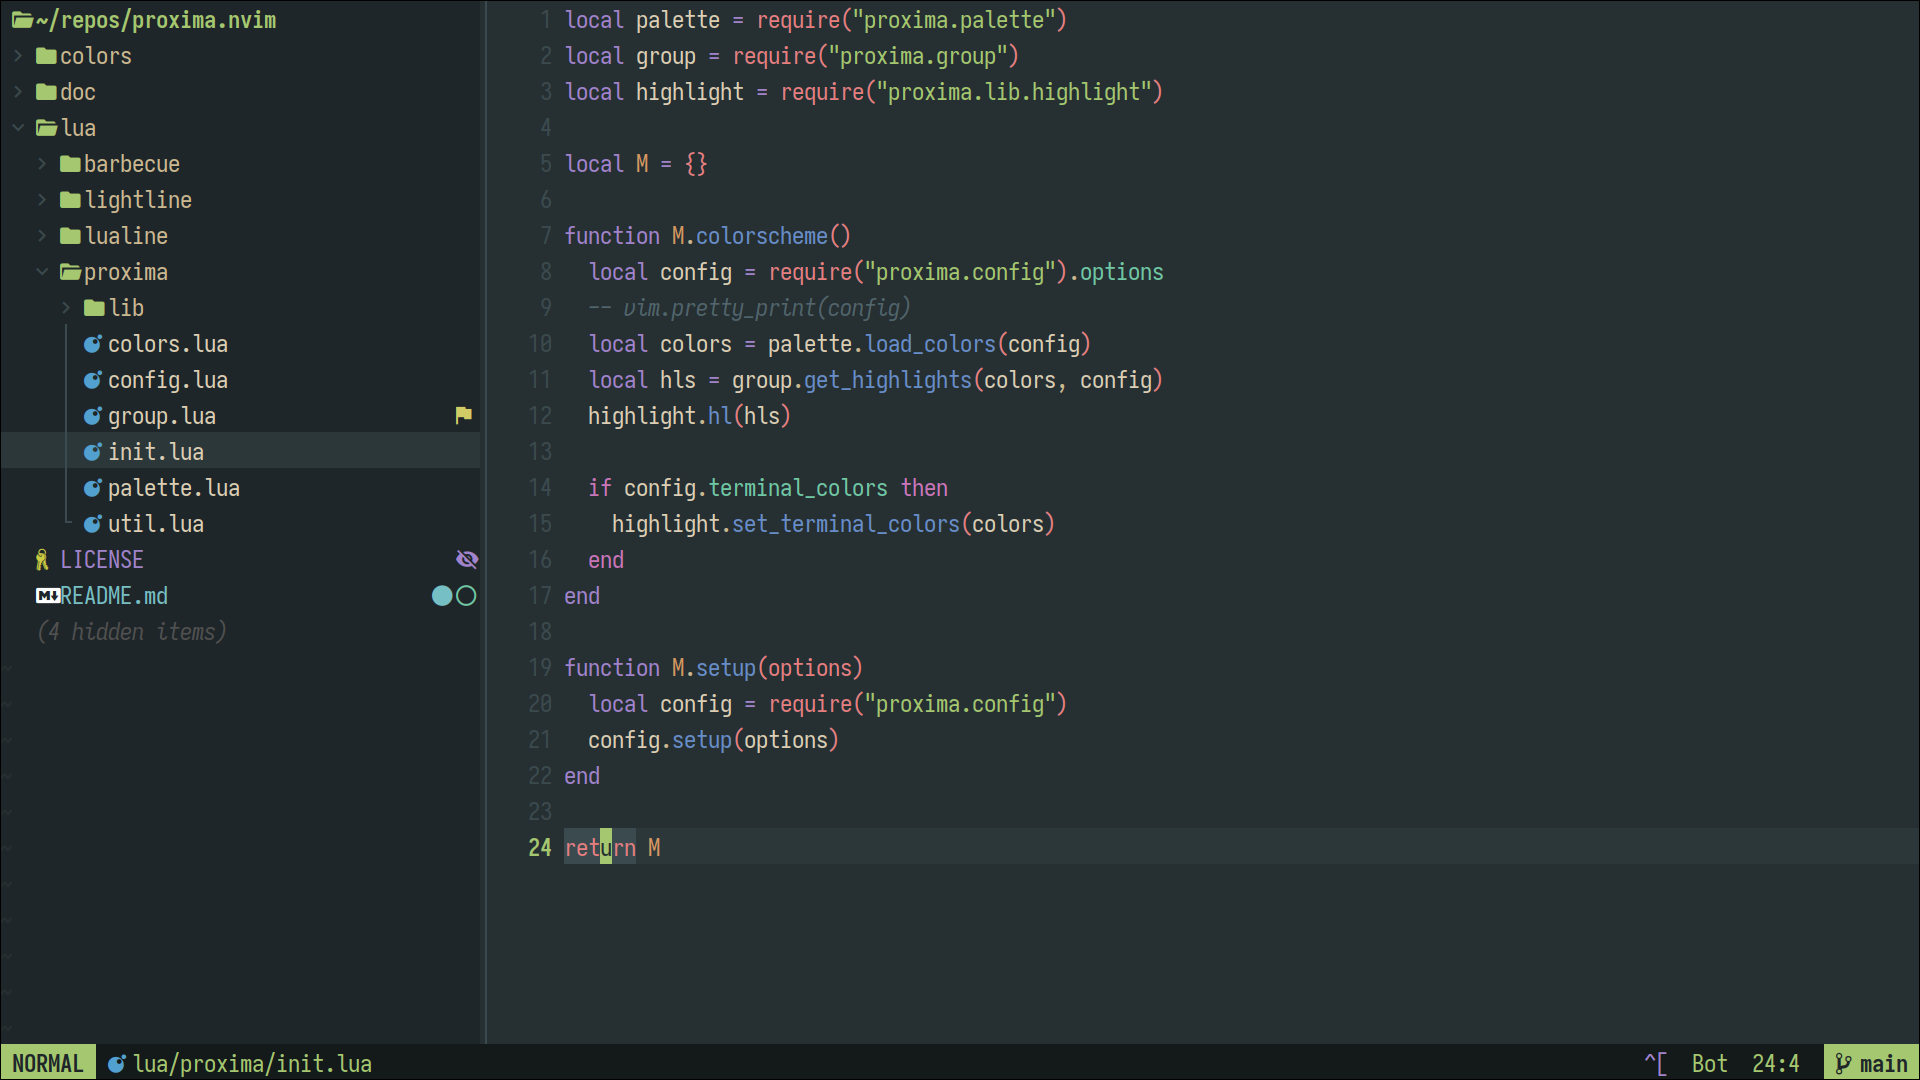 ~/repos/proxima.nvim
colors
doc
lua
barbecue
lightline
lualine
proxima
lib
colors.lua
config.lua
group.lua
init.lua
palette.lua
util.lua
LICENSE
M↓ README.md
(4 hidden items)
~
~
~
~
~
~
~
~
~
~
~
1 local palette = require("proxima.palette")
2 local group = require("proxima.group")
3 local highlight = require("proxima.lib.highlight")
4
5 local M = {}
6
7 function M.colorscheme()
8   local config = require("proxima.config").options
9   -- vim.pretty_print(config)
10   local colors = palette.load_colors(config)
11   local hls = group.get_highlights(colors, config)
12   highlight.hl(hls)
13
14   if config.terminal_colors then
15     highlight.set_terminal_colors(colors)
16   end
17 end
18
19 function M.setup(options)
20   local config = require("proxima.config")
21   config.setup(options)
22 end
23
24 return M
NORMAL lua/proxima/init.lua ^[ Bot 24:4 main